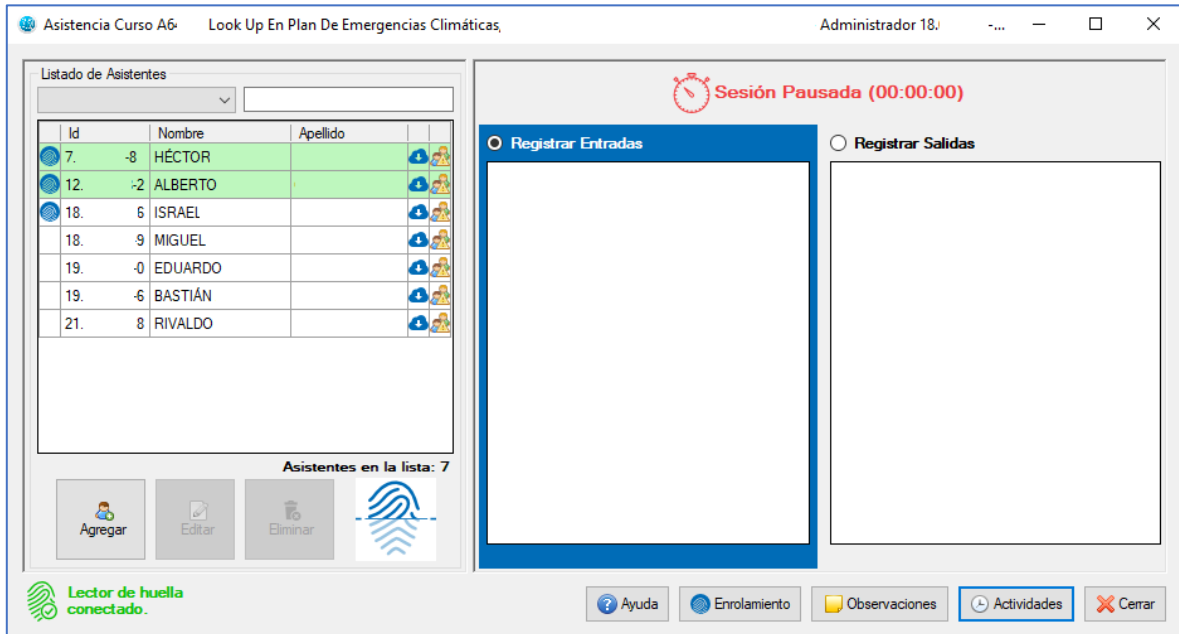 Asistencia Curso A6 Look Up En Plan De Emergencias Climáticas, Administrador 18. -...
Listado de Asistentes
Sesión Pausada (00:00:00)
Id Nombre Apellido
7. -8 HÉCTOR
12. -2 ALBERTO
18. 6 ISRAEL
18. -9 MIGUEL
19. -0 EDUARDO
19. -6 BASTIÁN
21. 8 RIVALDO
Asistentes en la lista: 7
Agregar Editar Eliminar
Registrar Entradas Registrar Salidas
Lector de huella
conectado.
Ayuda Enrolamiento Observaciones Actividades Cerrar